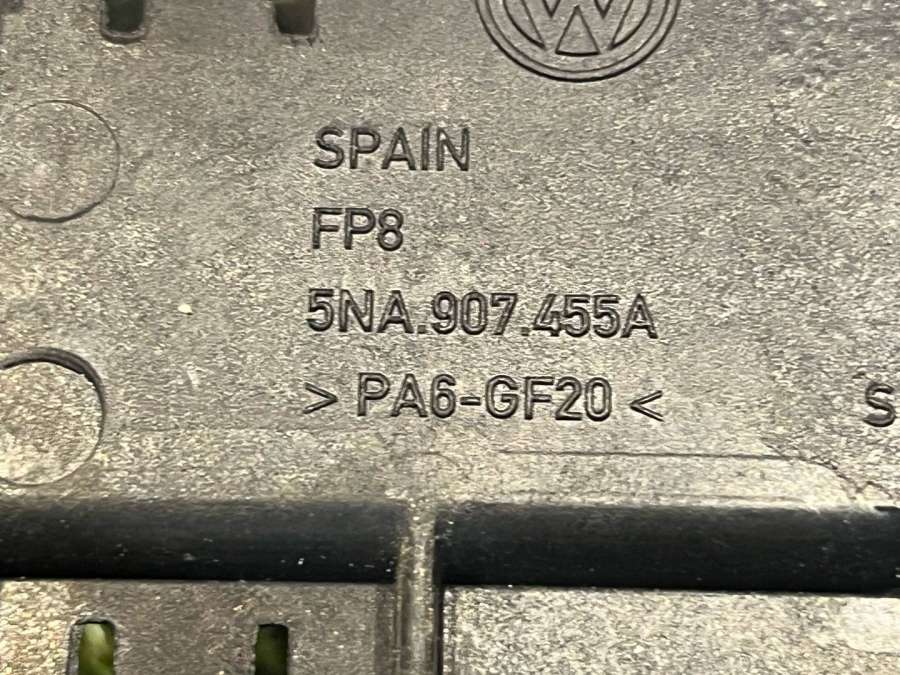 SPAIN
FP8
5NA.907.455A
> PA6-GF20 <
S